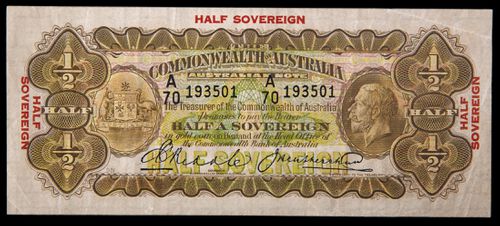 HALF SOVEREIGN
COMMONWEALTH OF AUSTRALIA
AUSTRALIAN NOTE
A A
70 193501 70 193501
1/2 1/2
HALF HALF
HALF SOVEREIGN
HALF SOVEREIGN
The Treasurer of the Commonwealth of Australia
promises to pay the Bearer
HALF A SOVEREIGN
in gold coin on Demand at the Head Office of
the Commonwealth Bank of Australia
HALF SOVEREIGN
1/2 1/2